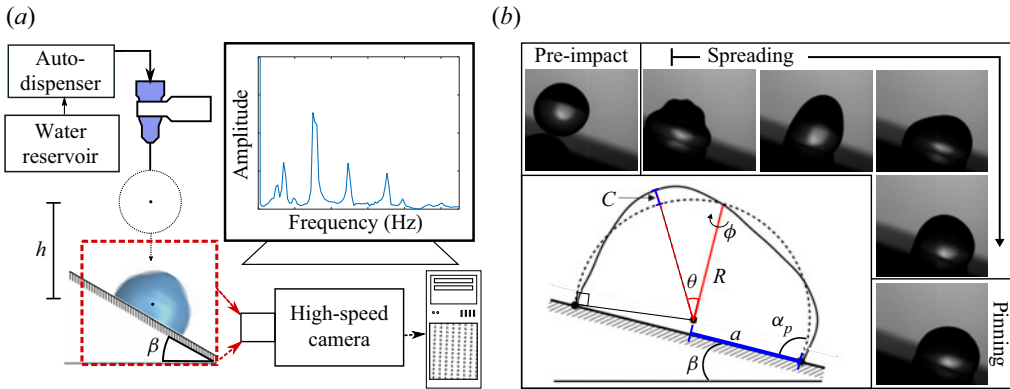 (a)
Auto-
dispenser
Water
reservoir
h
β
Amplitude
Frequency (Hz)
High-speed
camera
(b)
Pre-impact
Spreading
Pinning
C
ϕ
θ
R
a
α_p
β